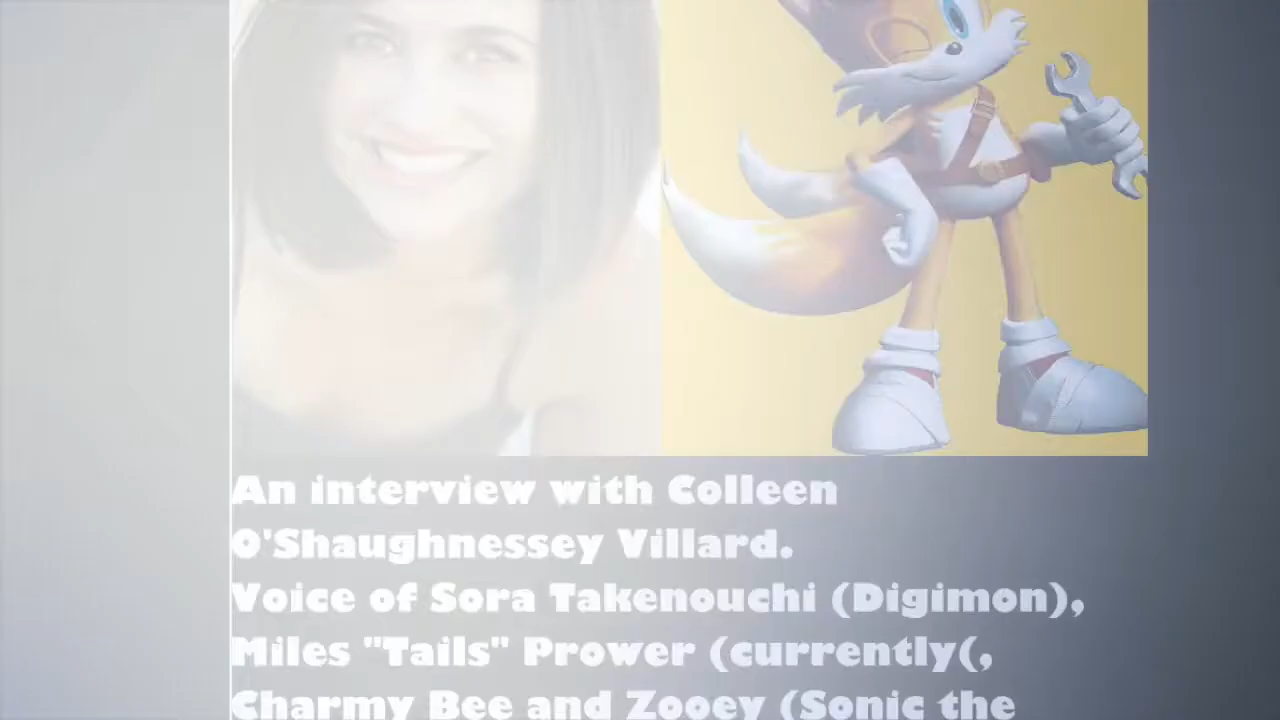 An interview with Colleen
O'Shaughnessey Villard.
Voice of Sora Takenouchi (Digimon),
Miles "Tails" Prower (currently(,
Charmy Bee and Zooey (Sonic the